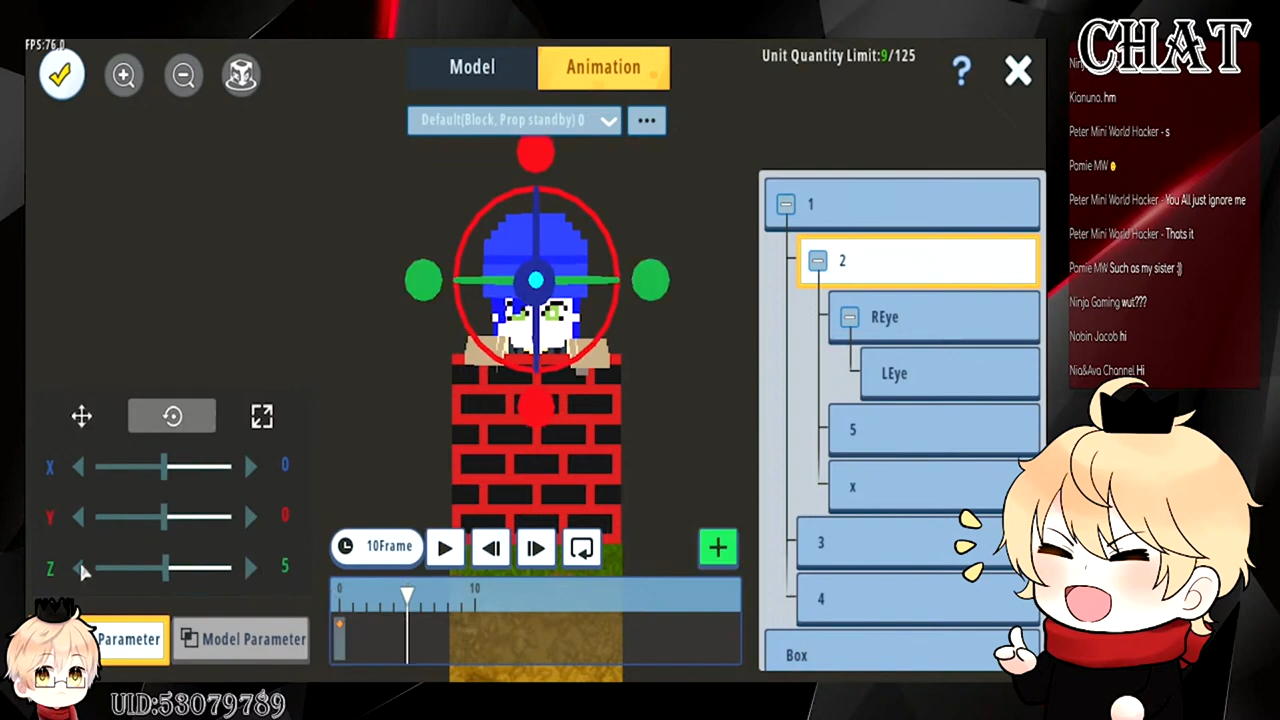 FPS:76.0
Model
Animation
Unit Quantity Limit:9/125
?
Default(Block, Prop standby) 0
CHAT
Kianuno. hm
Peter Mini World Hacker - s
Pomie MW
Peter Mini World Hacker - You All just Ignore me
Peter Mini World Hacker - Thats it
Pomie MW Such as my sister :))
Ninja Gaming wut???
Nobin Jacob hi
Nia&Ava Channel Hi
1
2
REye
LEye
5
x
3
4
Box
X 0
Y 0
Z 5
10Frame
0 10
Parameter
Model Parameter
UID:53079789